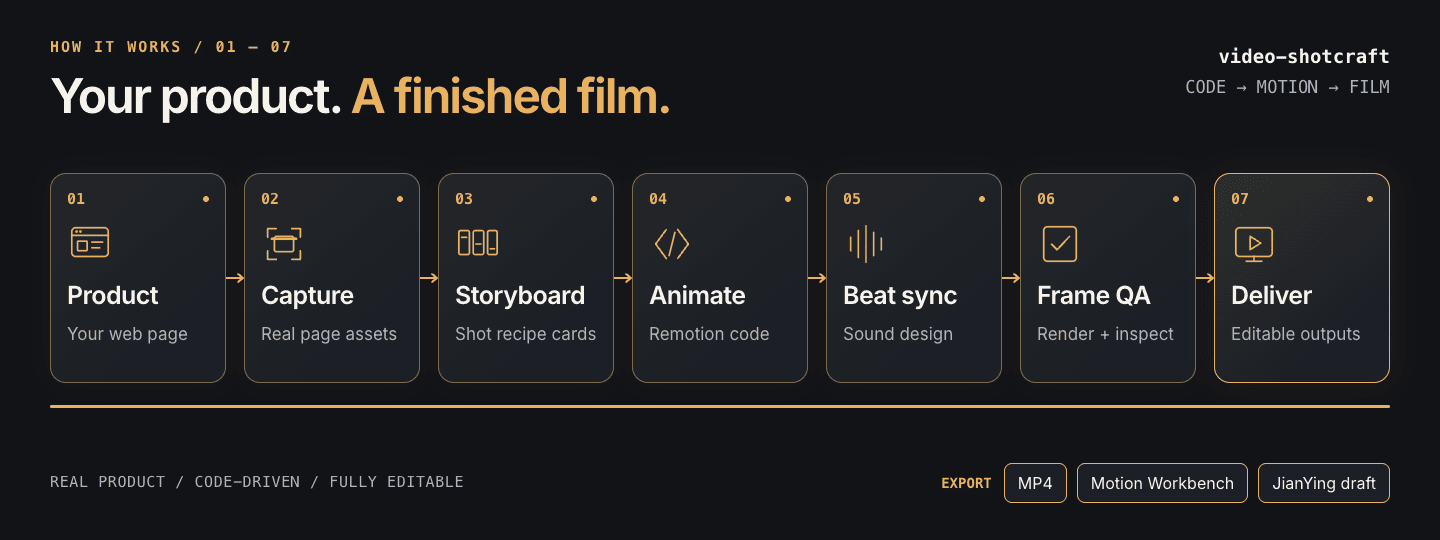 HOW IT WORKS / 01 — 07
Your product. A finished film.
video-shotcraft
CODE → MOTION → FILM
01
Product
Your web page
02
Capture
Real page assets
03
Storyboard
Shot recipe cards
04
Animate
Remotion code
05
Beat sync
Sound design
06
Frame QA
Render + inspect
07
Deliver
Editable outputs
REAL PRODUCT / CODE-DRIVEN / FULLY EDITABLE
EXPORT
MP4
Motion Workbench
JianYing draft